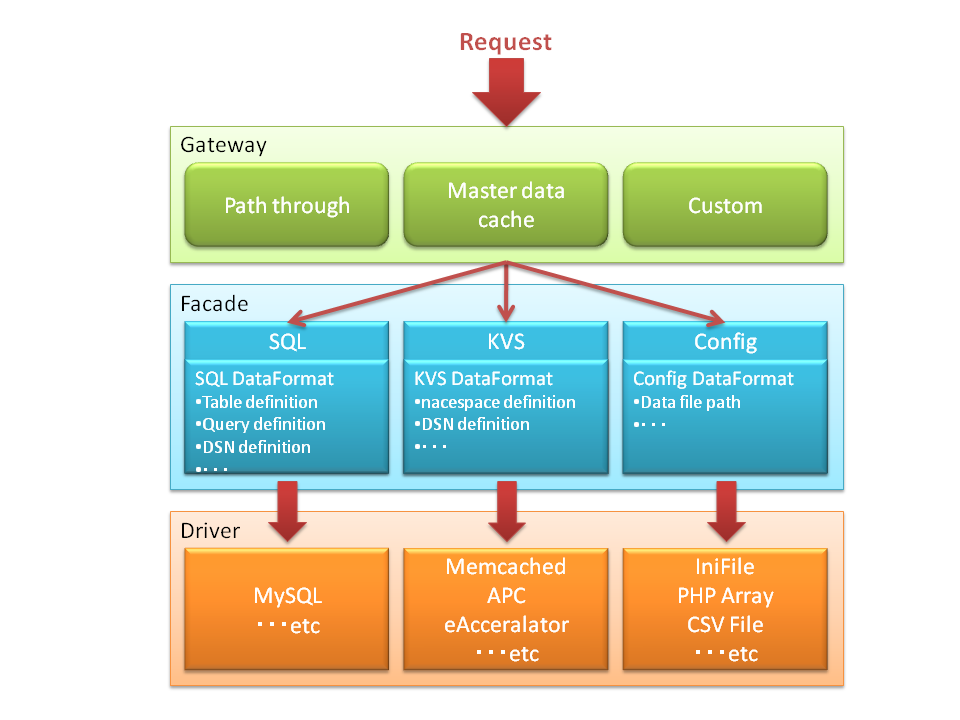 Request
Gateway
Path through
Master data
cache
Custom
Facade
SQL
SQL DataFormat
•Table definition
•Query definition
•DSN definition
•・・・
KVS
KVS DataFormat
•nacespace definition
•DSN definition
•・・・
Config
Config DataFormat
•Data file path
•・・・
Driver
MySQL
・・・etc
Memcached
APC
eAcceralator
・・・etc
IniFile
PHP Array
CSV File
・・・etc